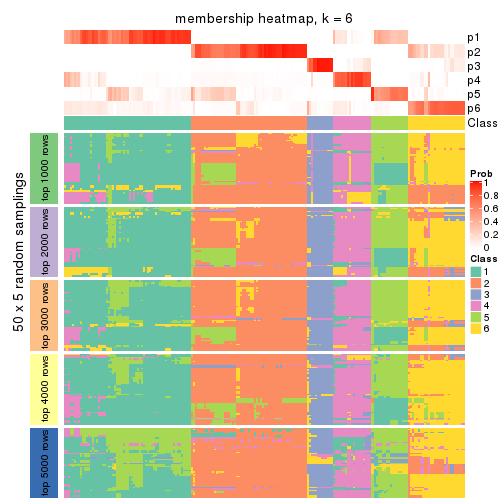 membership heatmap, k = 6
p1
p2
p3
p4
p5
p6
Class
50 x 5 random samplings
top 1000 rows
top 2000 rows
top 3000 rows
top 4000 rows
top 5000 rows
Prob
1
0.8
0.6
0.4
0.2
0
Class
1
2
3
4
5
6